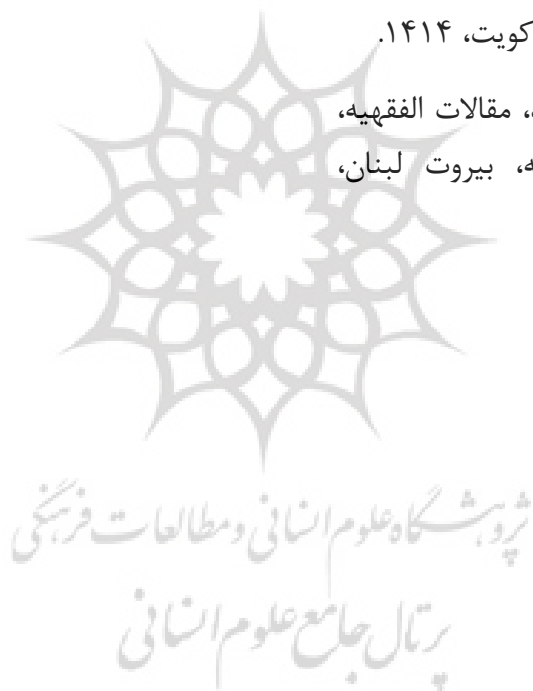 کویت، ۱۴۱۴.
، مقالات الفقهیه،
ه، بیروت لبنان،
پژوهشگاه علوم انسانی و مطالعات فرهنگی
پرتال جامع علوم انسانی